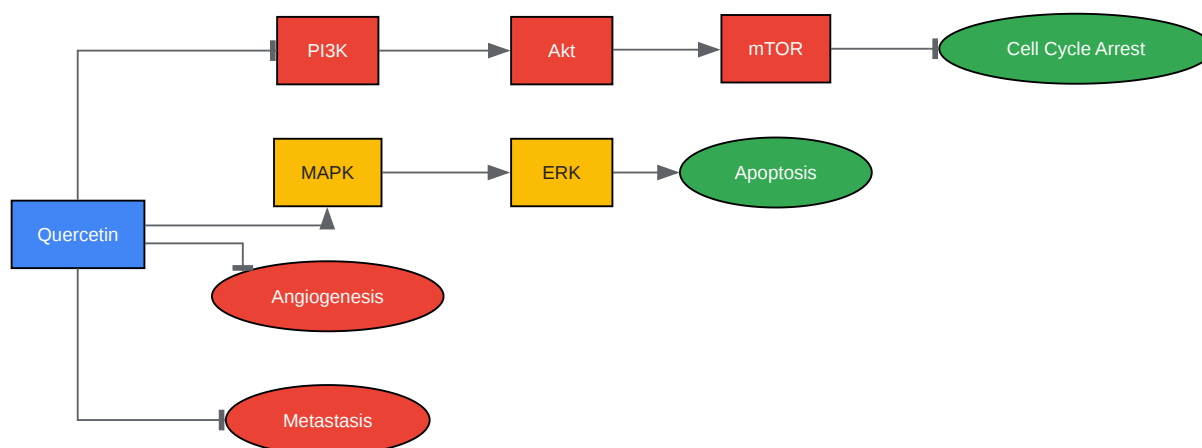 PI3K
Akt
mTOR
Cell Cycle Arrest
MAPK
ERK
Apoptosis
Quercetin
Angiogenesis
Metastasis